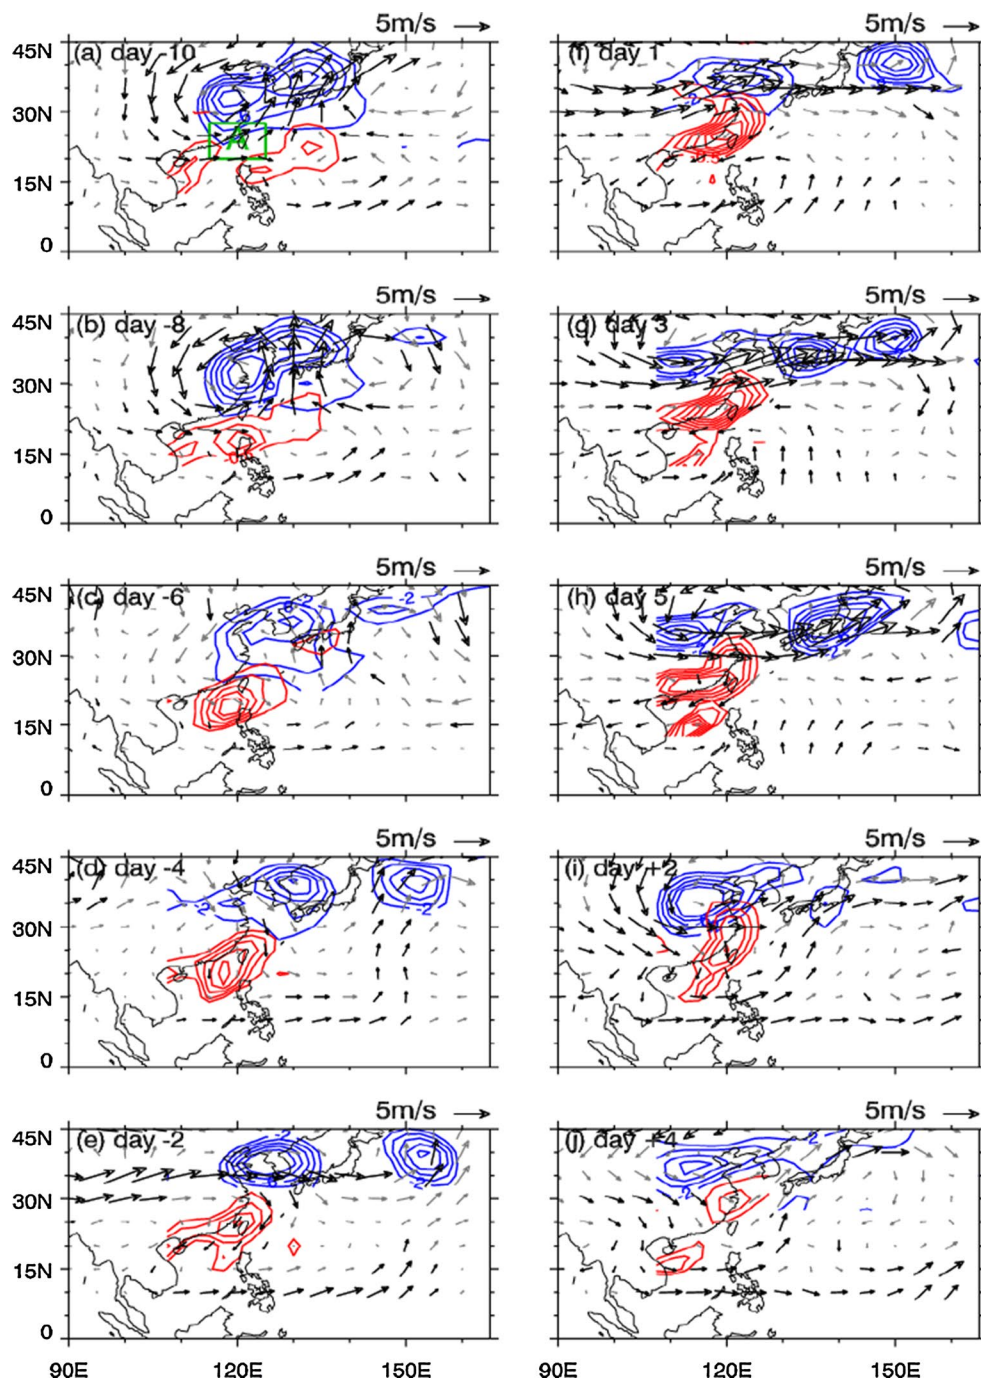 5m/s
(a) day -10
45N
30N
A
15N
0
5m/s
(b) day -8
45N
30N
15N
0
5m/s
(c) day -6
45N
-2
30N
15N
0
5m/s
(d) day -4
45N
-2
-2
30N
15N
0
5m/s
(e) day -2
45N
-2
30N
15N
0
90E 120E 150E
5m/s
(f) day 1
-2
5m/s
(g) day 3
5m/s
(h) day 5
5m/s
(i) day +2
5m/s
(j) day +4
-2
90E 120E 150E